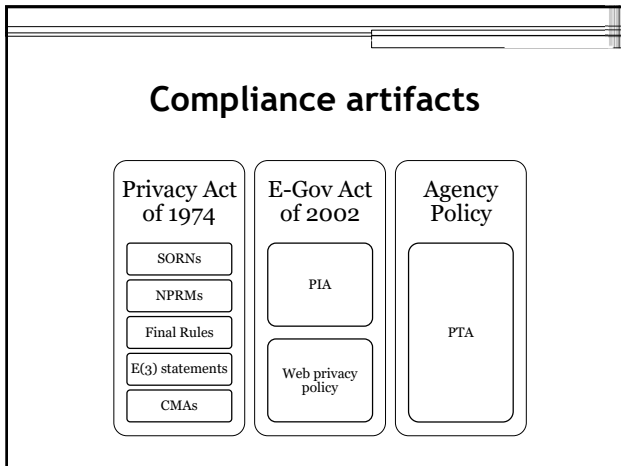 Compliance artifacts
Privacy Act
of 1974
SORNs
NPRMs
Final Rules
E(3) statements
CMAs
E-Gov Act
of 2002
PIA
Web privacy
policy
Agency
Policy
PTA